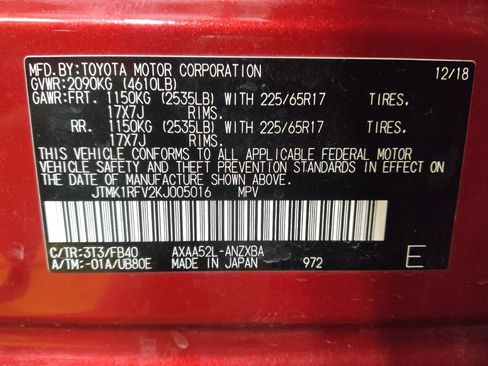 MFD.BY:TOYOTA MOTOR CORPORATION 12/18
GVWR:2090KG (4610LB)
GAWR:FRT. 1150KG (2535LB) WITH 225/65R17 TIRES.
17X7J RIMS.
RR. 1150KG (2535LB) WITH 225/65R17 TIRES.
17X7J RIMS.
THIS VEHICLE CONFORMS TO ALL APPLICABLE FEDERAL MOTOR
VEHICLE SAFETY AND THEFT PREVENTION STANDARDS IN EFFECT
ON THE DATE OF MANUFACTURE SHOWN ABOVE.
JTMK1RFV2KJ005016 MPV
C/TR:3T3/FB40 AXAA52L-ANZXBA
A/TM:-01A/UB80E MADE IN JAPAN 972 E